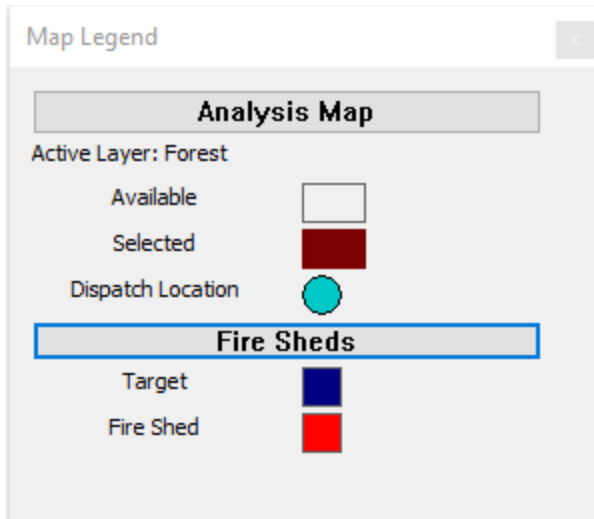 Map Legend
x
Analysis Map
Active Layer: Forest
Available
Selected
Dispatch Location
Fire Sheds
Target
Fire Shed